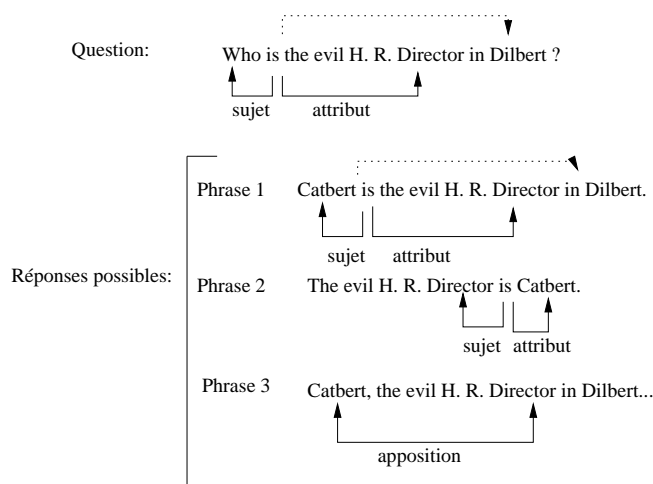 Question: Who is the evil H. R. Director in Dilbert ?
sujet attribut
Phrase 1 Catbert is the evil H. R. Director in Dilbert.
sujet attribut
Réponses possibles:
Phrase 2 The evil H. R. Director is Catbert.
sujet attribut
Phrase 3 Catbert, the evil H. R. Director in Dilbert...
apposition